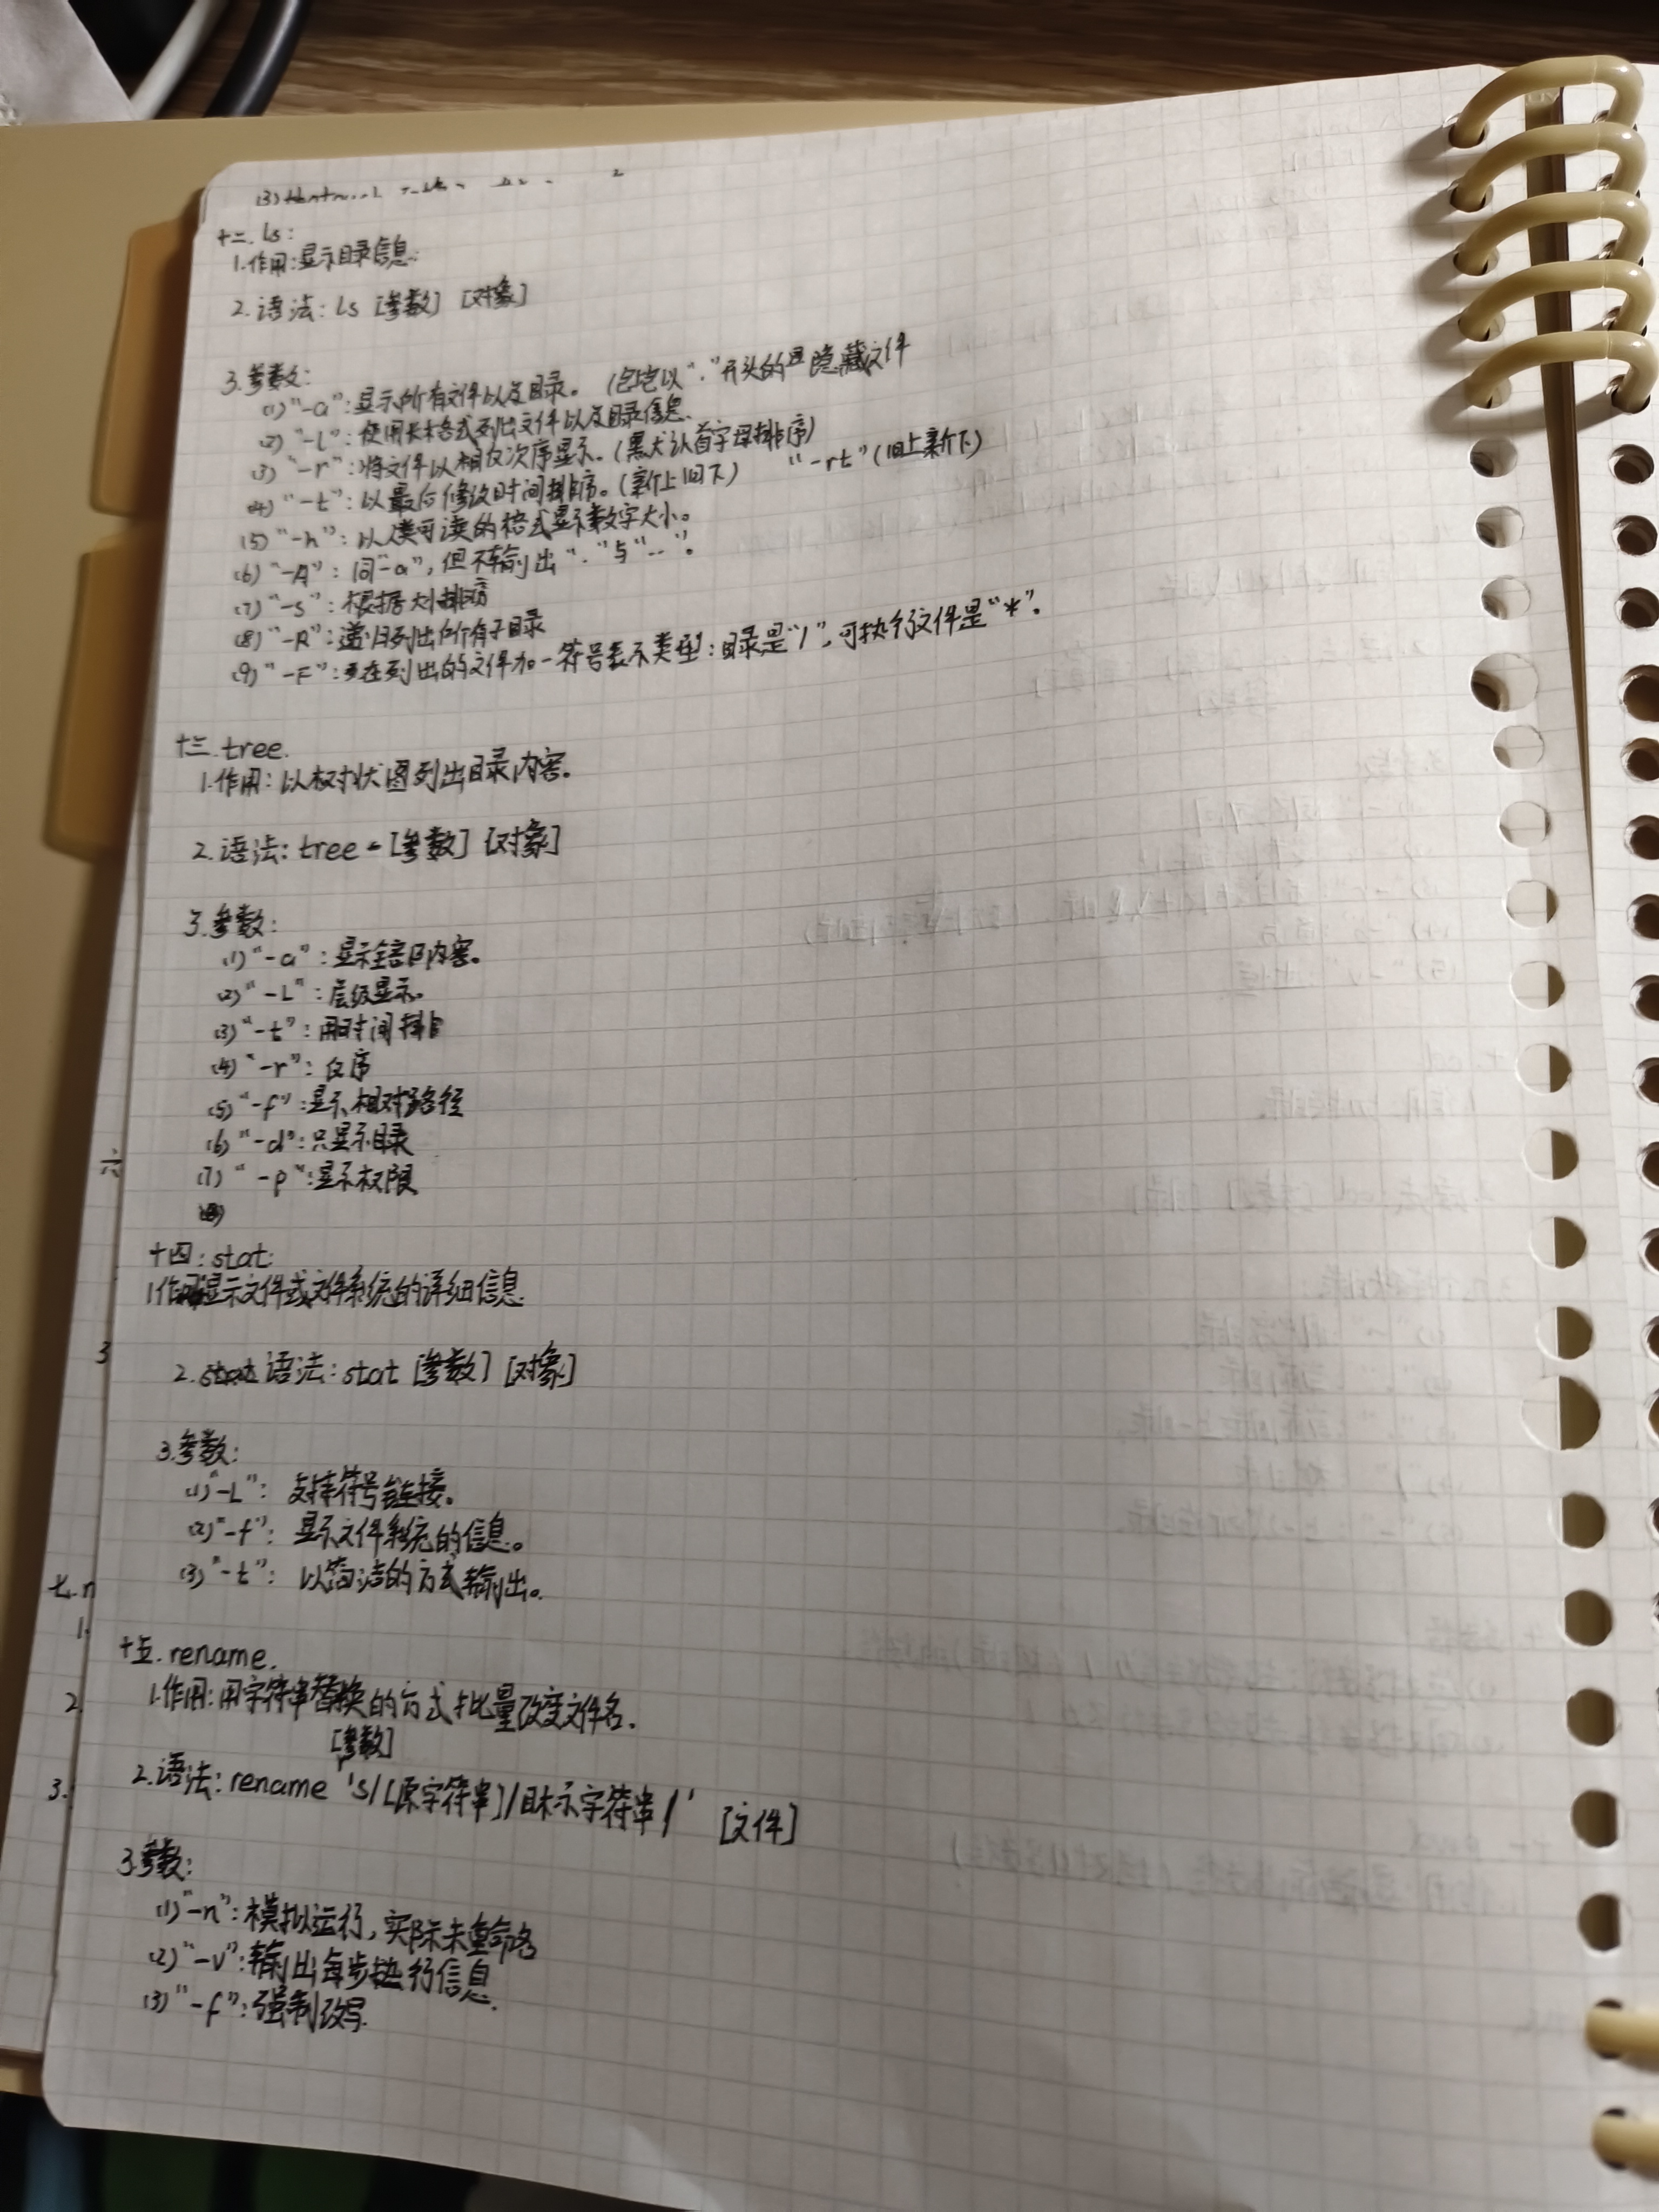 十二. ls:
1.作用:显示目录信息.
2.语法: ls [参数] [对象]
3.参数:
(1)"-a":显示所有文件以及目录。(包括以"."开头的隐藏文件
(2)"-l":使用长格式列出文件以及目录信息.
(3)"-r":将文件以相反次序显示。(默认首字母排序)
(4)"-t":以最后修改时间排序。(新上旧下) "-rt"(旧上新下)
(5)"-h":以人类可读的格式显示数字大小。
(6)"-A":同"-a",但不输出"."与".."。
(7)"-s":根据大小排序
(8)"-R":递归列出所有子目录
(9)"-F":在列出的文件加一符号表示类型:目录是"/",可执行文件是"*".
十三.tree.
1.作用:以树状图列出目录内容。
2.语法: tree - [参数] [对象]
3.参数:
(1)"-a":显示全部内容。
(2)"-L":层级显示.
(3)"-t":用时间排
(4)"-r":反序
(5)"-f":显示相对路径
(6)"-d":只显示目录
六
(7)"-p":显示权限
十四:stat:
1作用显示文件或文件系统的详细信息.
3
2.语法:stat [参数] [对象]
3.参数:
(1)"-L": 支持符号链接。
(2)"-f": 显示文件系统的信息。
(3)"-t": 以简洁的方式输出。
七.n
1.
十五.rename.
1.作用:用字符串替换的方式批量改变文件名.
2
[参数]
2.语法: rename 's/[原字符串]/目标字符串/' [文件]
3.
3.参数:
(1)"-n":模拟运行,实际未重命名
(2)"-v":输出每步执行信息.
(3)"-f":强制改写.